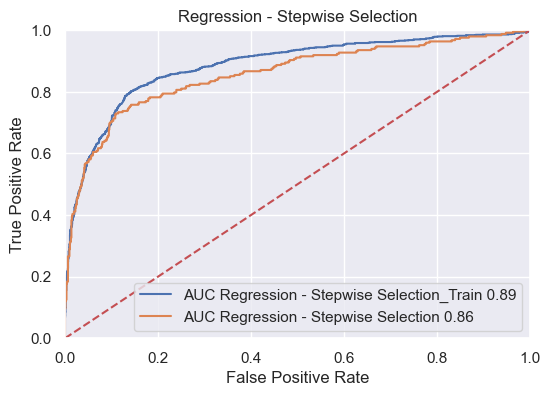 Regression - Stepwise Selection
1.0
0.8
0.6
0.4
0.2
0.0
True Positive Rate
AUC Regression - Stepwise Selection_Train 0.89
AUC Regression - Stepwise Selection 0.86
0.0 0.2 0.4 0.6 0.8 1.0
False Positive Rate